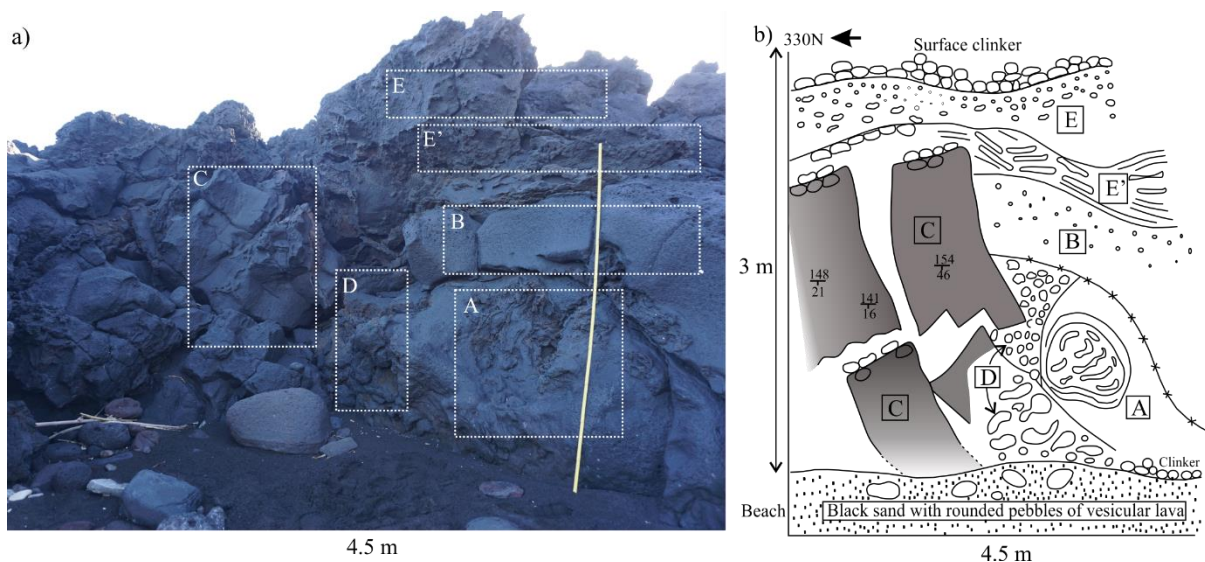 a)
E
E’
C
B
D
A
4.5 m
b)
330N
Surface clinker
E
E’
C
B
154
46
148
21
141
16
3 m
D
A
C
Clinker
Beach
Black sand with rounded pebbles of vesicular lava
4.5 m